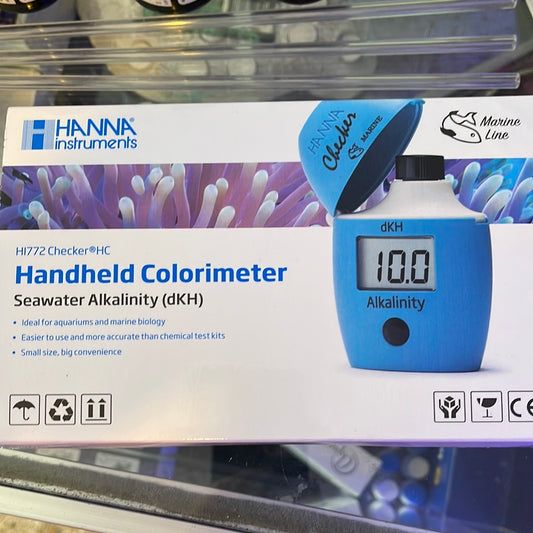 HANNA®
instruments
HANNA
Checker
MARINE
Marine
Line
HI772 Checker®HC
Handheld Colorimeter
Seawater Alkalinity (dKH)
• Ideal for aquariums and marine biology
• Easier to use and more accurate than chemical test kits
• Small size, big convenience
dKH
10.0
Alkalinity
CE